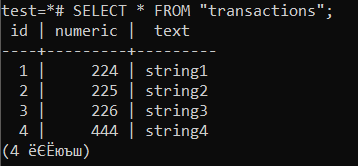 test=*# SELECT * FROM "transactions";
 id | numeric |  text
----+---------+---------
  1 |     224 | string1
  2 |     225 | string2
  3 |     226 | string3
  4 |     444 | string4
(4 ёЄЁюъш)